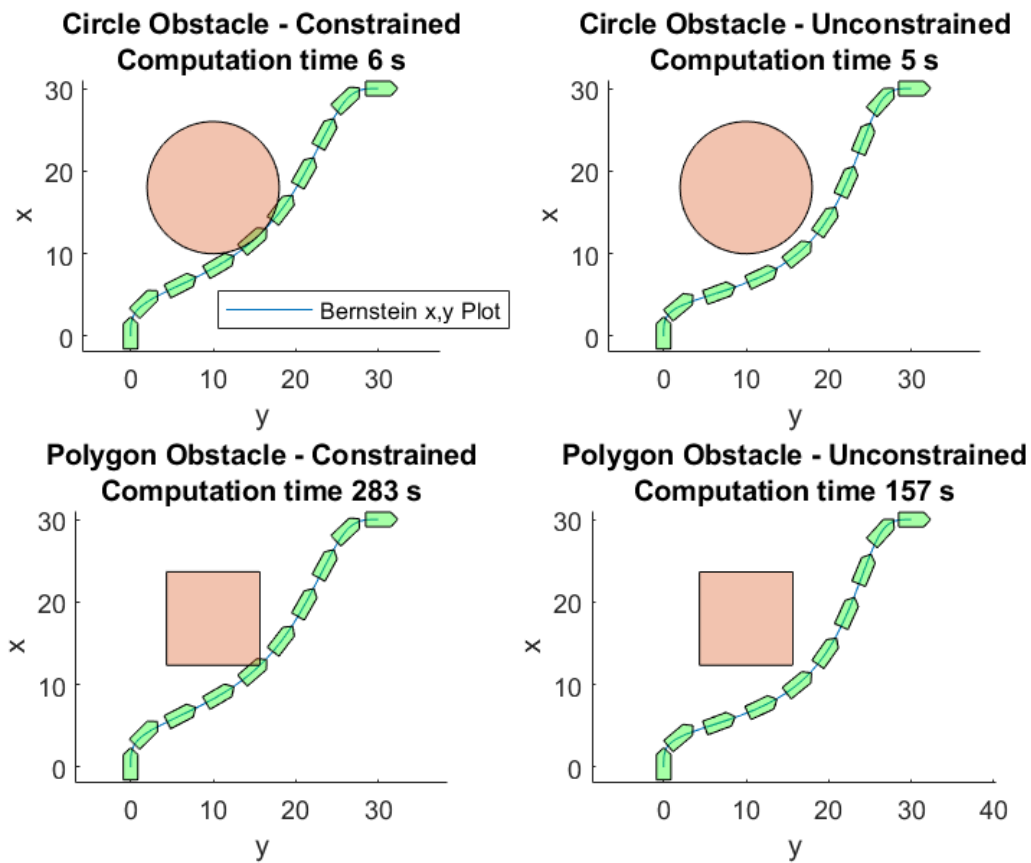 Circle Obstacle - Constrained
Computation time 6 s
30
20
10
0
x
0 10 20 30
y
Bernstein x,y Plot
Circle Obstacle - Unconstrained
Computation time 5 s
30
20
10
0
x
0 10 20 30
y
Polygon Obstacle - Constrained
Computation time 283 s
30
20
10
0
x
0 10 20 30
y
Polygon Obstacle - Unconstrained
Computation time 157 s
30
20
10
0
x
0 10 20 30 40
y